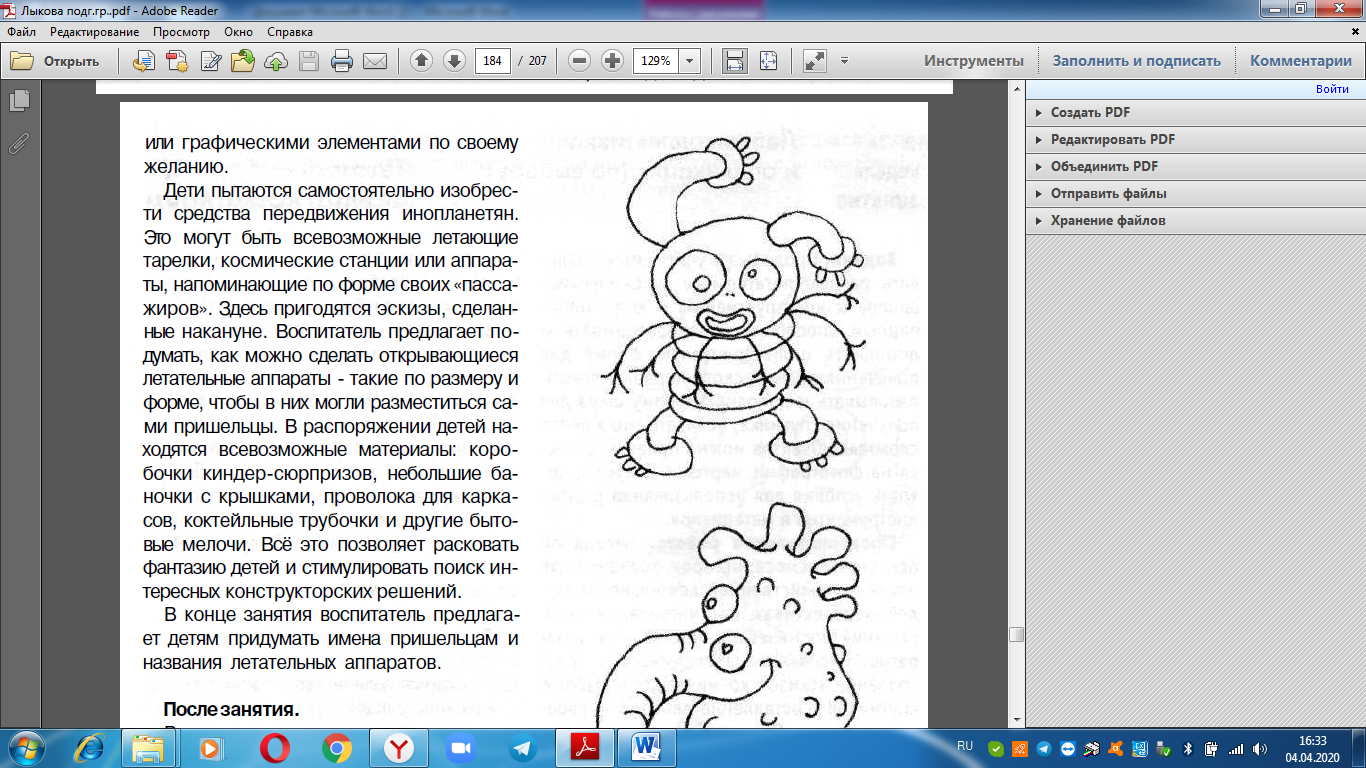 Лыкова подг.гр..pdf - Adobe Reader
Файл Редактирование Просмотр Окно Справка
Открыть
184 / 207
129%
Инструменты
Заполнить и подписать
Комментарии
Войти
Создать PDF
Редактировать PDF
Объединить PDF
Отправить файлы
Хранение файлов
или графическими элементами по своему
желанию.
Дети пытаются самостоятельно изобрес-
ти средства передвижения инопланетян.
Это могут быть всевозможные летающие
тарелки, космические станции или аппара-
ты, напоминающие по форме своих «пасса-
жиров». Здесь пригодятся эскизы, сделан-
ные накануне. Воспитатель предлагает по-
думать, как можно сделать открывающиеся
летательные аппараты - такие по размеру и
форме, чтобы в них могли разместиться са-
ми пришельцы. В распоряжении детей на-
ходятся всевозможные материалы: коро-
бочки киндер-сюрпризов, небольшие ба-
ночки с крышками, проволока для карка-
сов, коктейльные трубочки и другие быто-
вые мелочи. Всё это позволяет расковать
фантазию детей и стимулировать поиск ин-
тересных конструкторских решений.
В конце занятия воспитатель предлага-
ет детям придумать имена пришельцам и
названия летательных аппаратов.
После занятия.
RU
16:33
04.04.2020